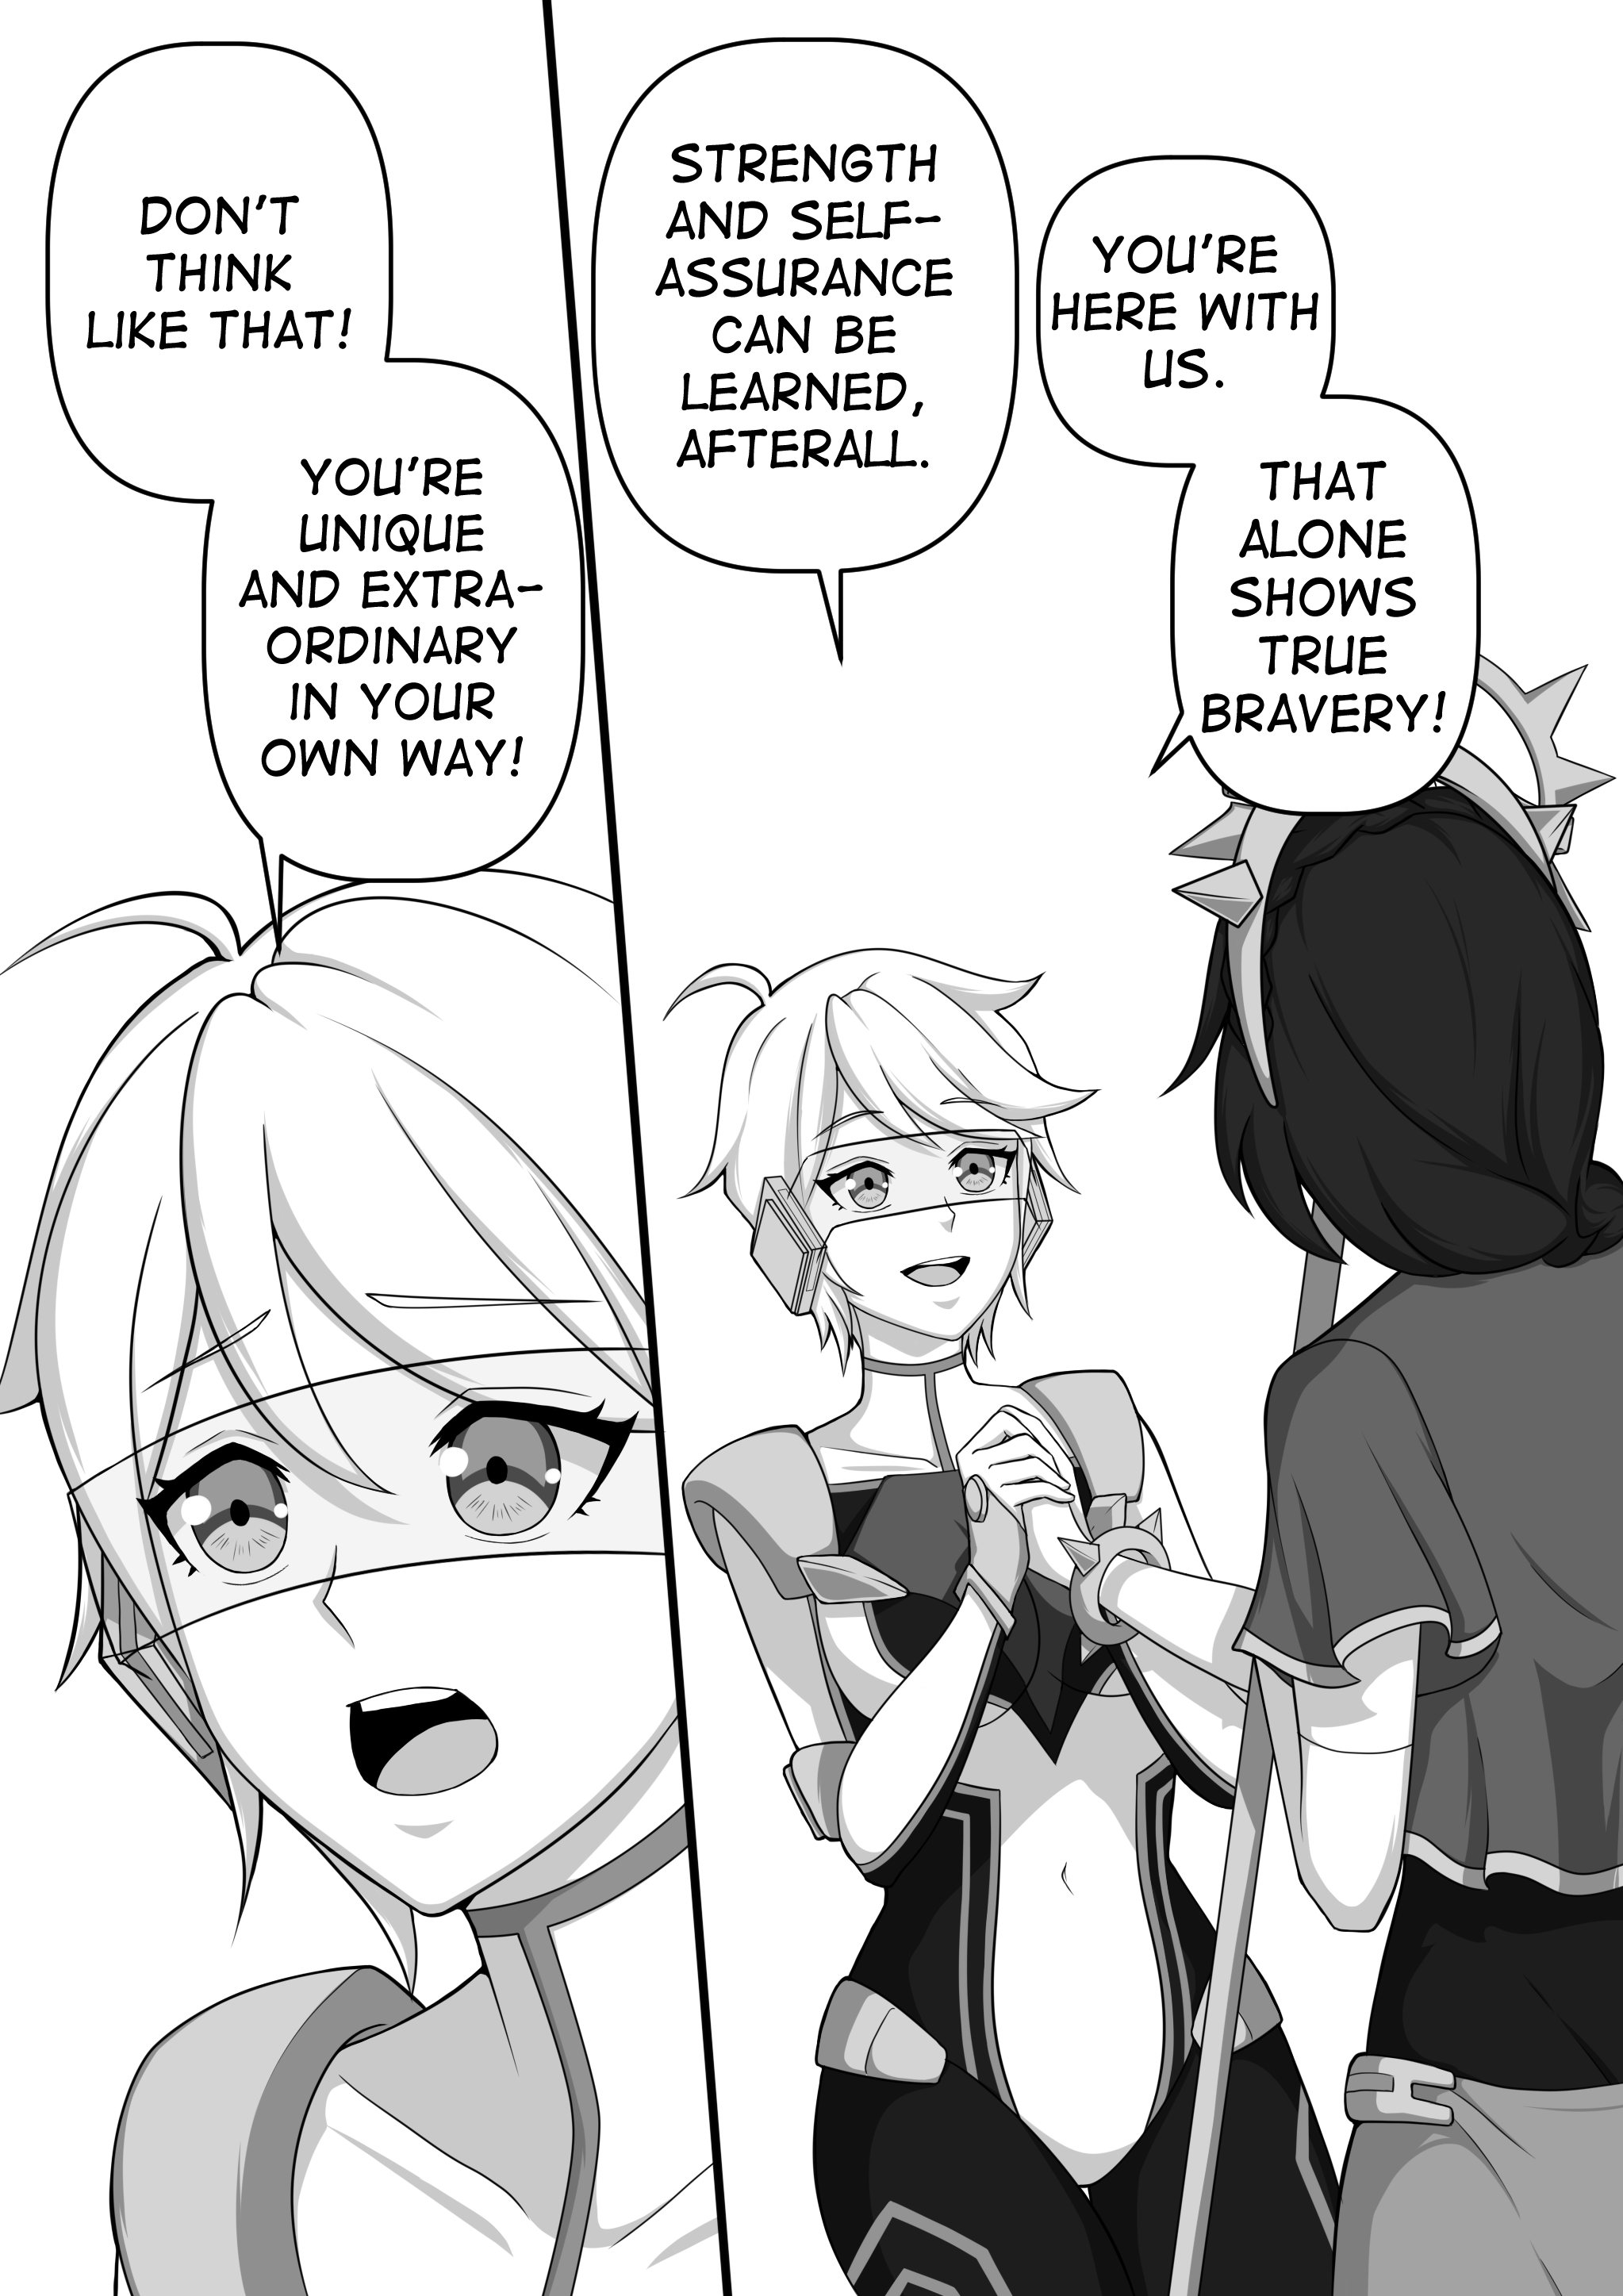 DON'T
THINK
LIKE THAT!
YOU'RE
UNIQUE
AND EXTRA-
ORDINARY
IN YOUR
OWN WAY!
STRENGTH
AND SELF-
ASSURANCE
CAN BE
LEARNED,
AFTERALL.
YOU'RE
HERE WITH
US.
THAT
ALONE
SHOWS
TRUE
BRAVERY!